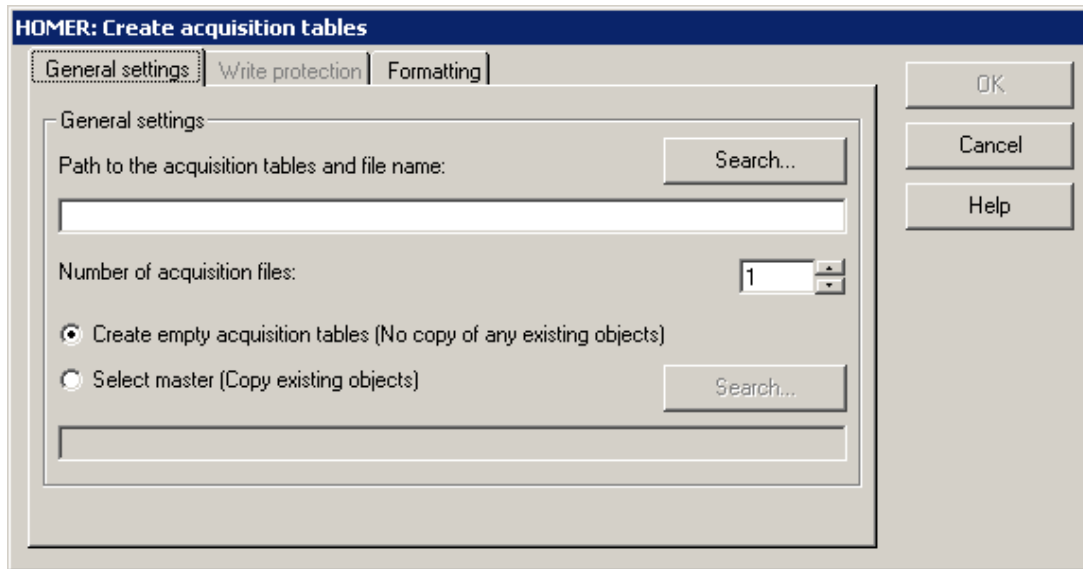 HOMER: Create acquisition tables
General settings Write protection Formatting
OK
General settings
Path to the acquisition tables and file name:
Search...
Cancel
Help
Number of acquisition files:
1
Create empty acquisition tables (No copy of any existing objects)
Select master (Copy existing objects)
Search...